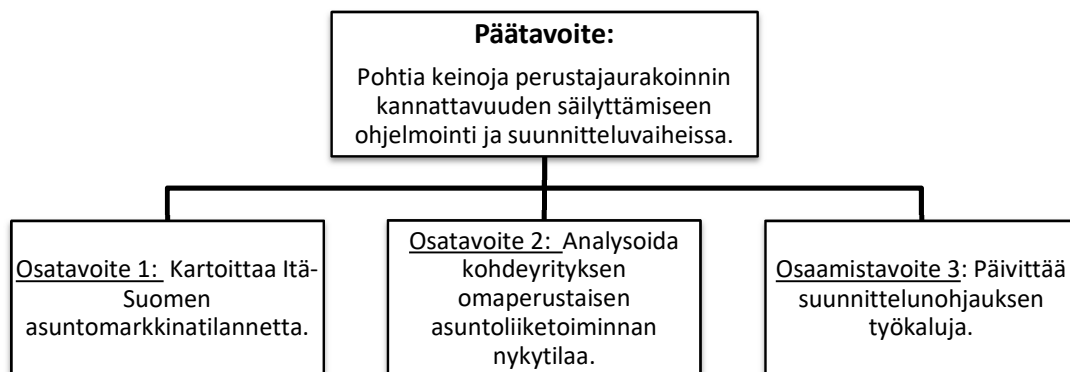 Päätavoite:
Pohtia keinoja perustajaurakoinnin
kannattavuuden säilyttämiseen
ohjelmointi ja suunnitteluvaiheissa.
Osatavoite 1: Kartoittaa Itä-
Suomen
asuntomarkkinatilannetta.
Osatavoite 2: Analysoida
kohdeyrityksen
omaperustaisen
asuntoliiketoiminnan
nykytilaa.
Osaamistavoite 3: Päivittää
suunnittelunohjauksen
työkaluja.